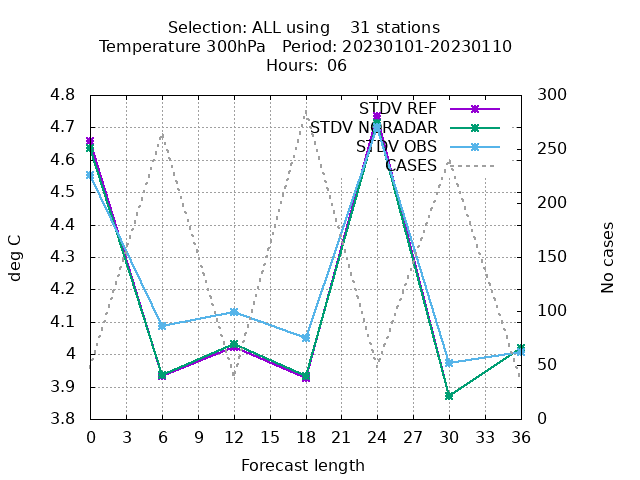 Selection: ALL using    31 stations
Temperature 300hPa   Period: 20230101-20230110
Hours:  06
STDV REF
STDV NORADAR
STDV OBS
CASES
4.8
4.7
4.6
4.5
4.4
4.3
4.2
4.1
4
3.9
3.8
deg C
300
250
200
150
100
50
0
No cases
0 3 6 9 12 15 18 21 24 27 30 33 36
Forecast length